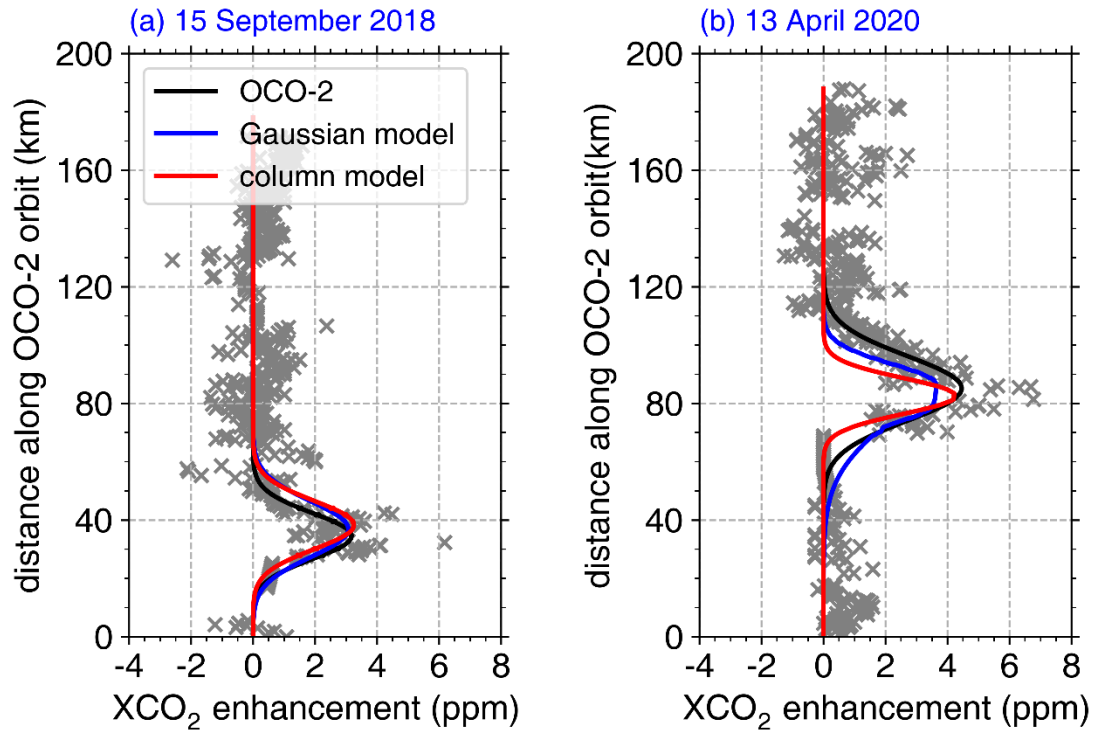 (a) 15 September 2018
(b) 13 April 2020
OCO-2
Gaussian model
column model
distance along OCO-2 orbit (km)
200
160
120
80
40
0
-4 -2 0 2 4 6 8
XCO₂ enhancement (ppm)
distance along OCO-2 orbit(km)
200
160
120
80
40
0
-4 -2 0 2 4 6 8
XCO₂ enhancement (ppm)